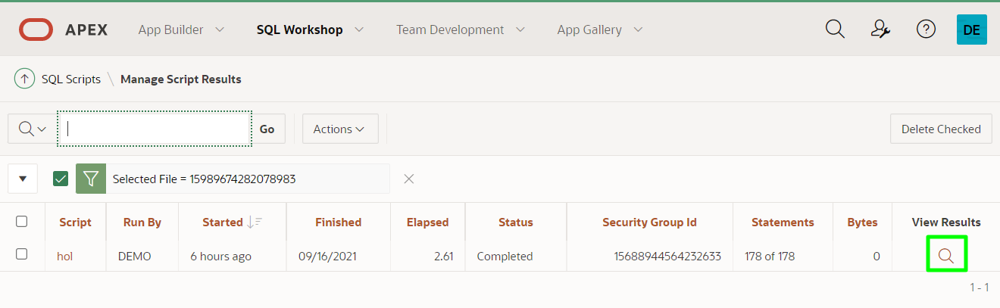 APEX App Builder SQL Workshop Team Development App Gallery DE
SQL Scripts \ Manage Script Results
Go Actions Delete Checked
Selected File = 15989674282078983
Script Run By Started Finished Elapsed Status Security Group Id Statements Bytes View Results
hol DEMO 6 hours ago 09/16/2021 2.61 Completed 15688944564232633 178 of 178 0
1 - 1